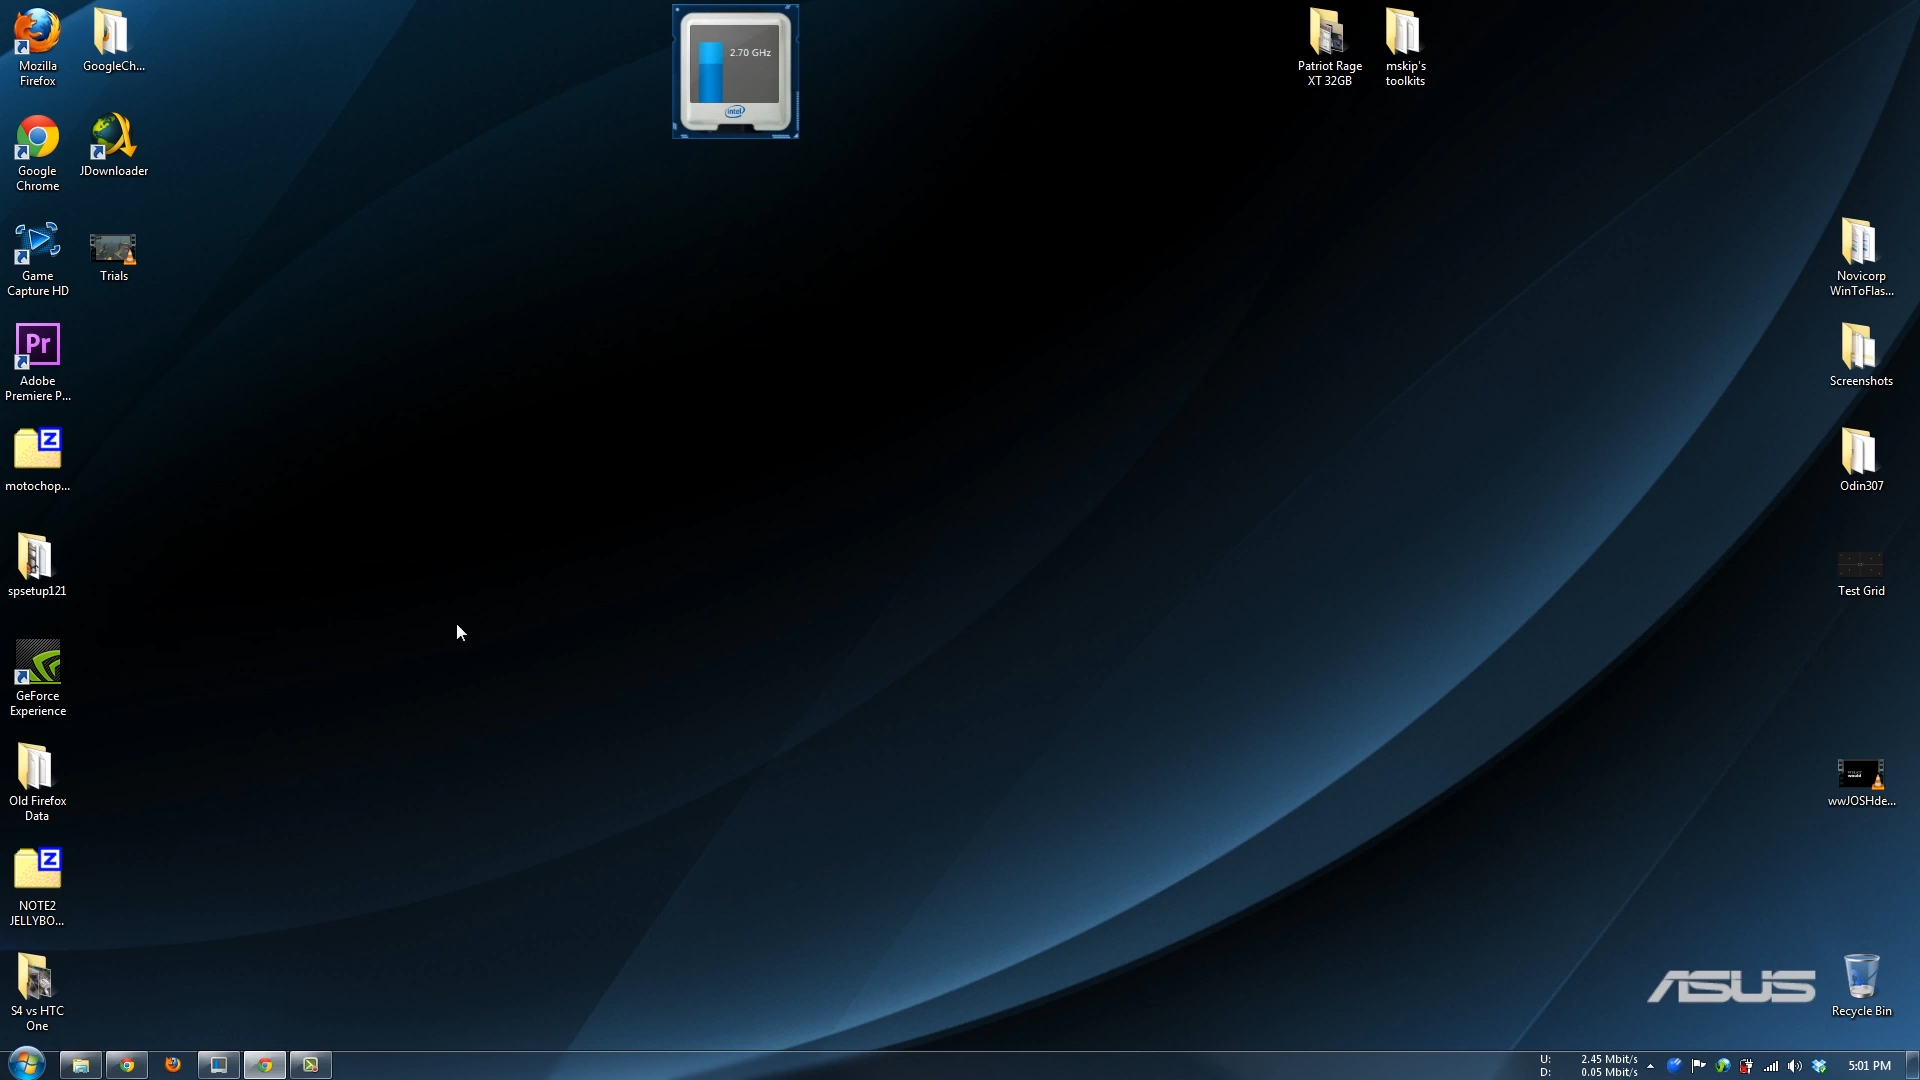 Mozilla
Firefox
GoogleCh...
2.70 GHz
intel
Patriot Rage
XT 32GB
mskip's
toolkits
Google
Chrome
JDownloader
Game
Capture HD
Trials
Novicorp
WinToFlas...
Pr
Adobe
Premiere P...
Screenshots
Z
motochop...
Odin307
spsetup121
Test Grid
GeForce
Experience
Old Firefox
Data
would
wwJOSHde...
Z
NOTE2
JELLYBO...
S4 vs HTC
One
ASUS
Recycle Bin
U: 2.45 Mbit/s
D: 0.05 Mbit/s
5:01 PM